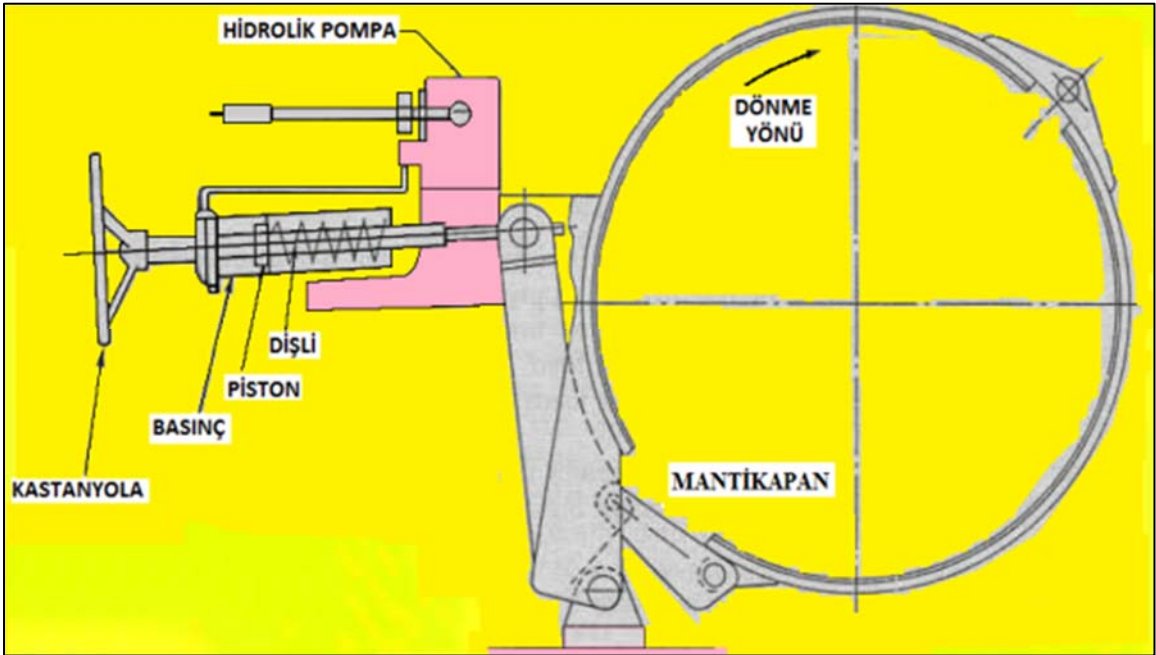 HİDROLİK POMPA
DÖNME
YÖNÜ
DİŞLİ
PİSTON
BASINÇ
KASTANYOLA
MANTİKAPAN